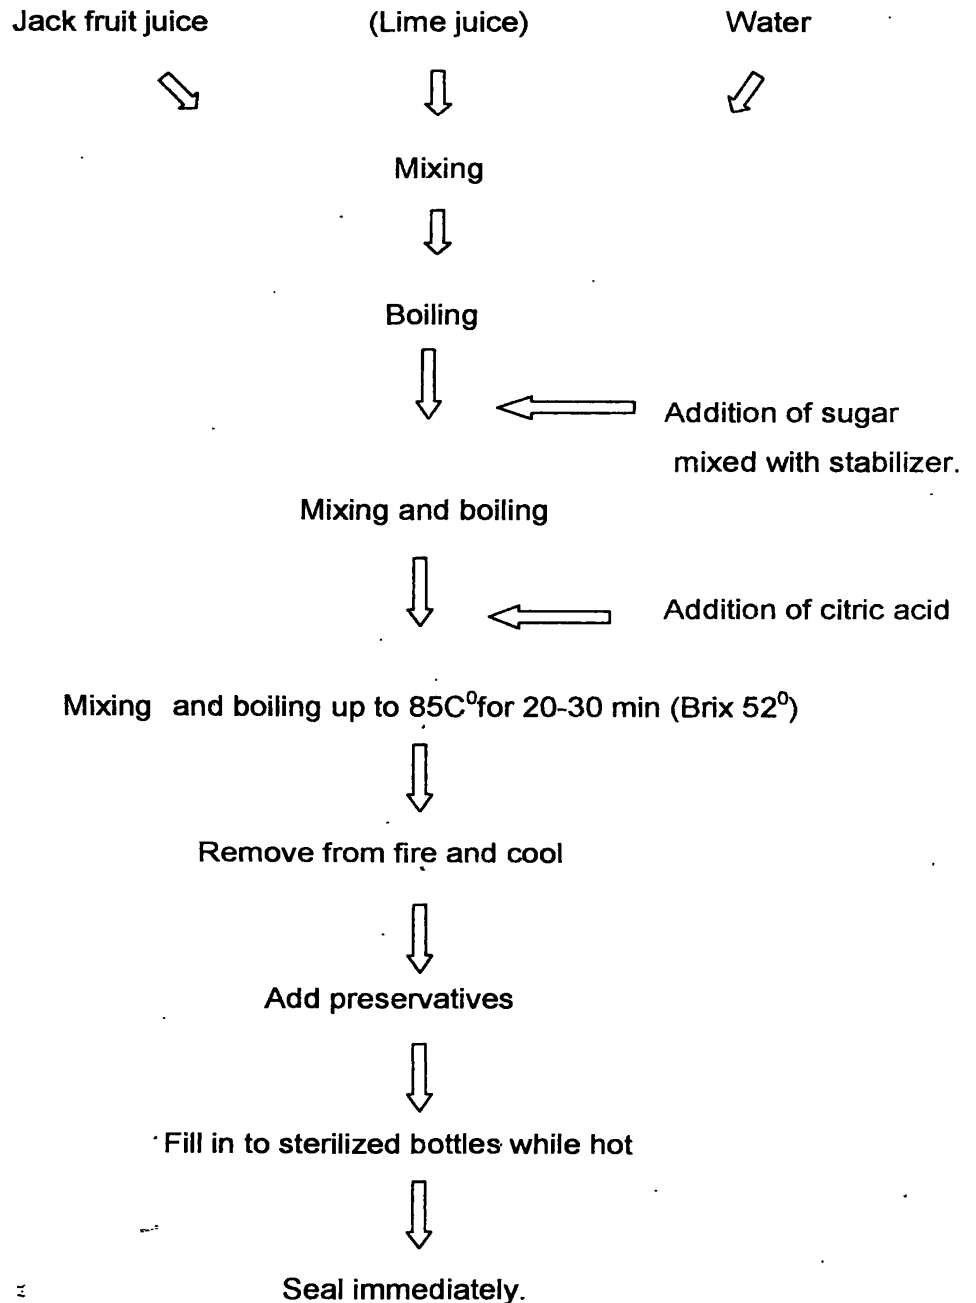 Jack fruit juice (Lime juice) Water
Mixing
Boiling
Addition of sugar
mixed with stabilizer.
Mixing and boiling
Addition of citric acid
Mixing and boiling up to 85C⁰for 20-30 min (Brix 52⁰)
Remove from fire and cool
Add preservatives
Fill in to sterilized bottles while hot
Seal immediately.